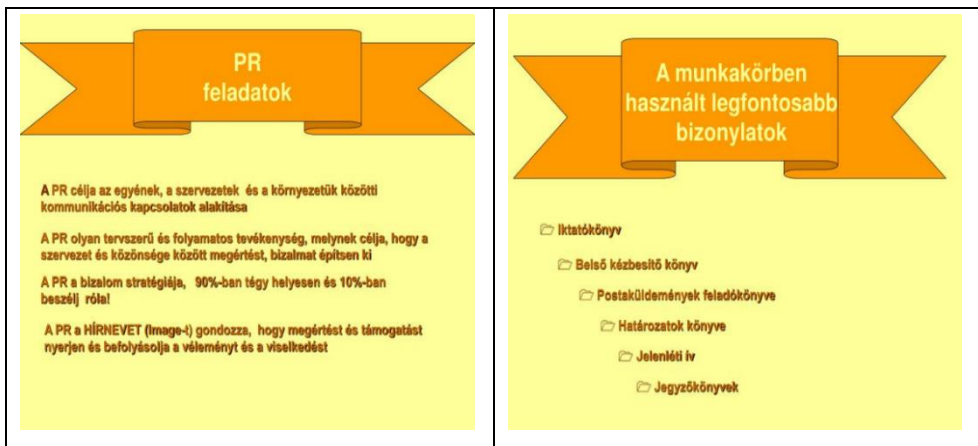 PR
feladatok
A PR célja az egyének, a szervezetek és a környezetük közötti
kommunikációs kapcsolatok alakítása
A PR olyan tervszerű és folyamatos tevékenység, melynek célja, hogy a
szervezet és közönsége között megértést, bizalmat építsen ki
A PR a bizalom stratégiája, 90%-ban tégy helyesen és 10%-ban
beszélj róla!
A PR a HÍRNEVET (Image-t) gondozza, hogy megértést és támogatást
nyerjen és befolyásolja a véleményt és a viselkedést
A munkakörben
használt legfontosabb
bizonylatok
Iktatókönyv
Belső kézbesítő könyv
Postaküldemények feladókönyve
Határozatok könyve
Jelenléti ív
Jegyzőkönyvek